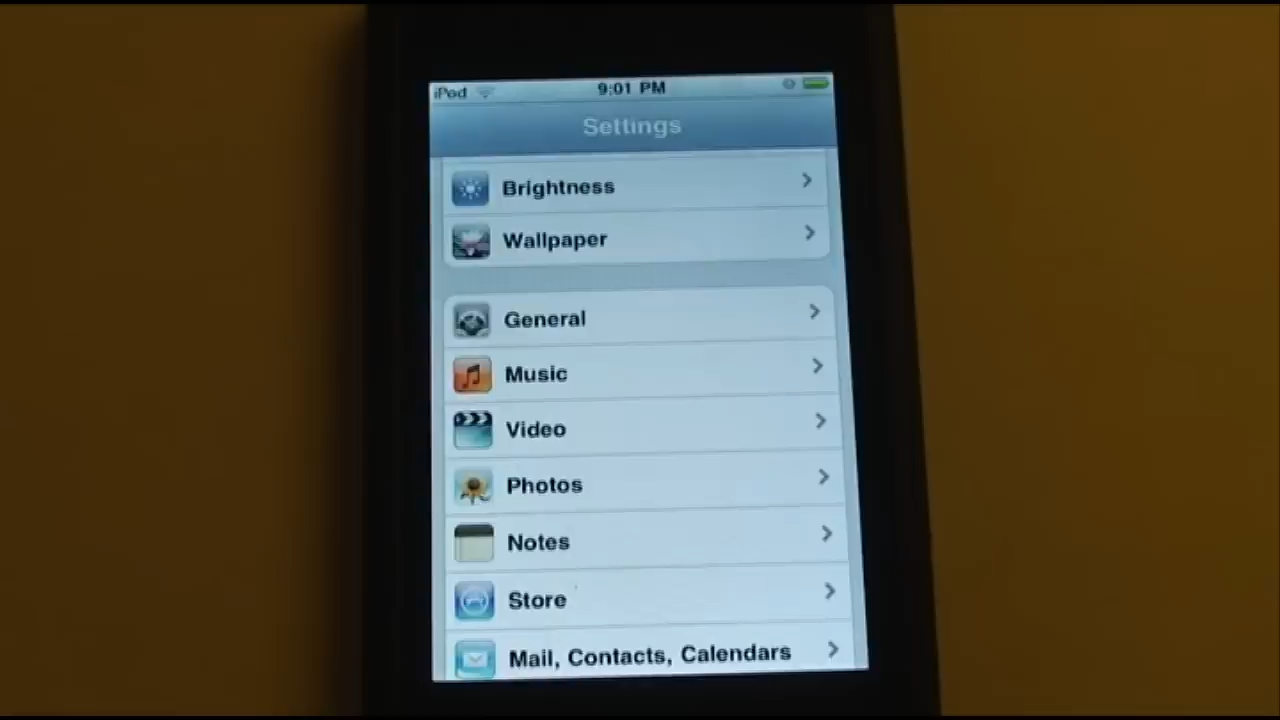 iPod 9:01 PM
Settings
Brightness
Wallpaper
General
Music
Video
Photos
Notes
Store
Mail, Contacts, Calendars